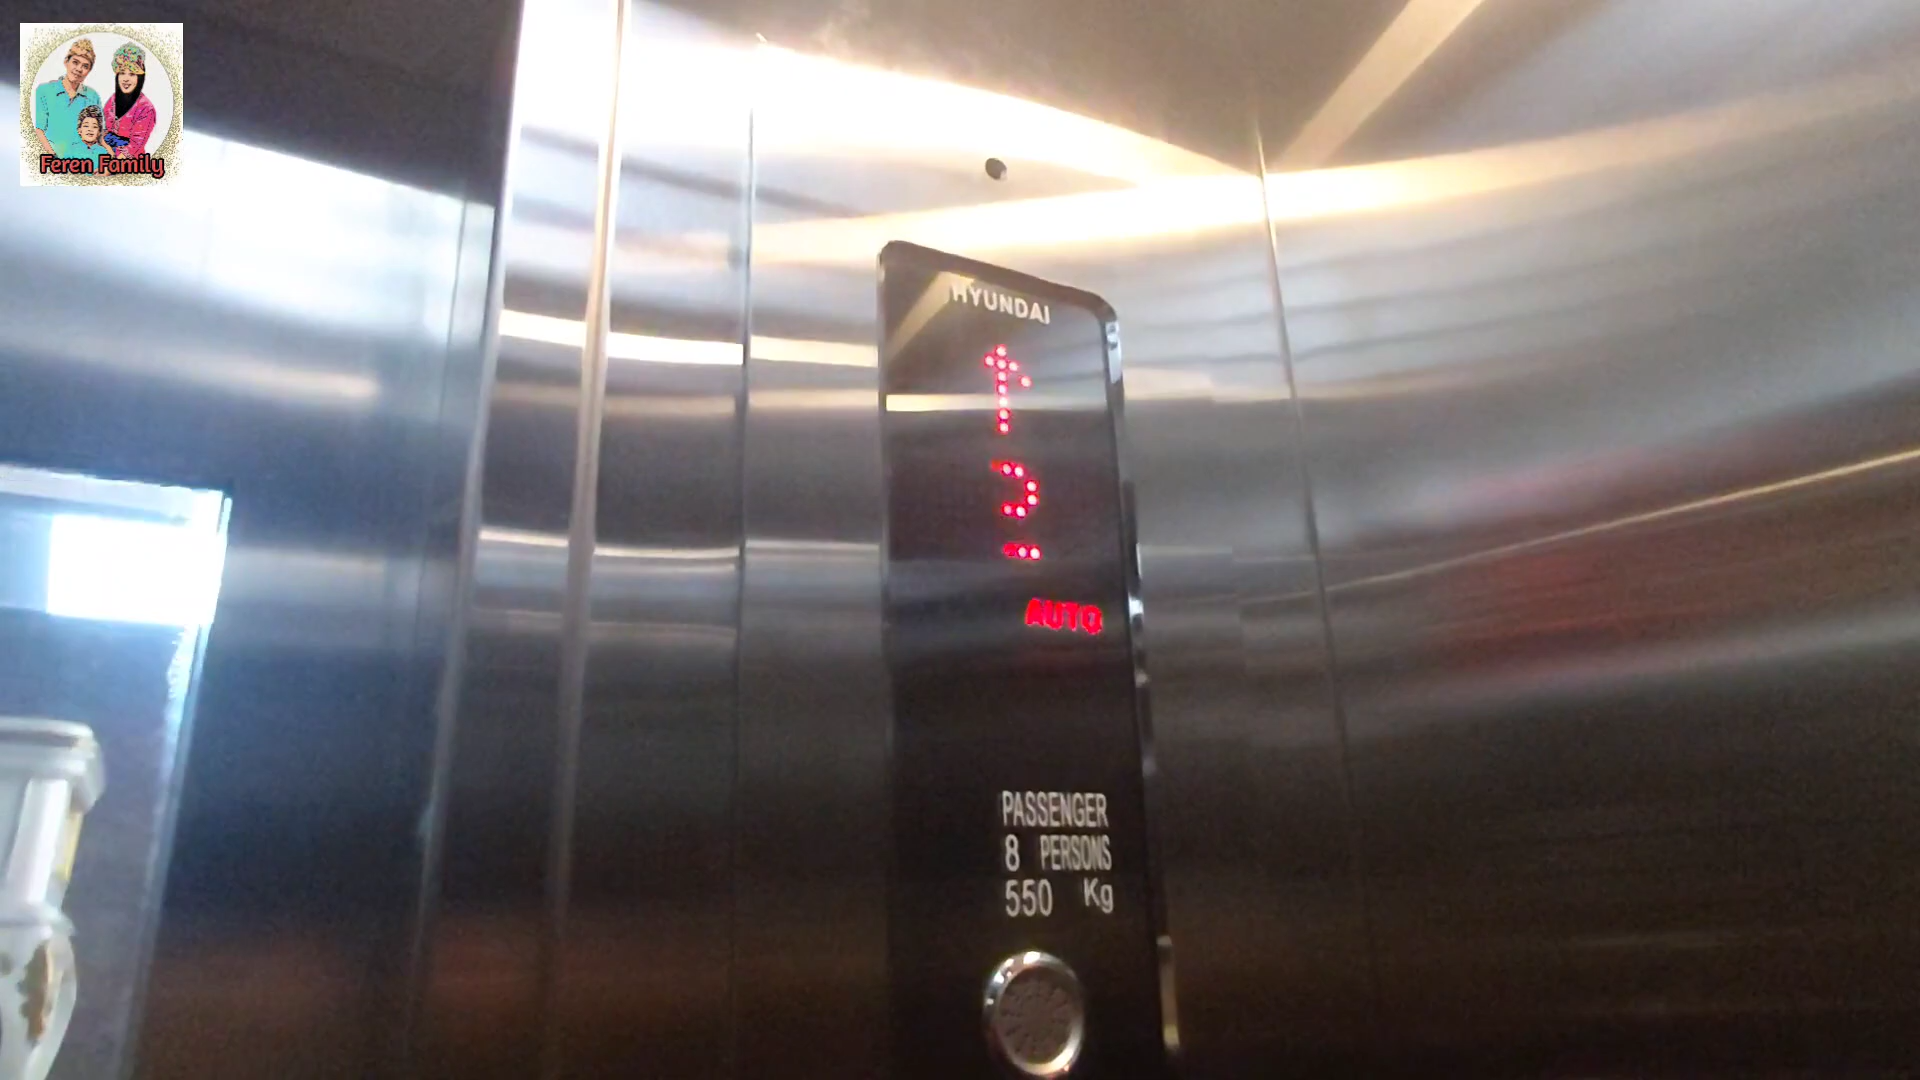 Feren Family
HYUNDAI
AUTO
PASSENGER
8 PERSONS
550 Kg